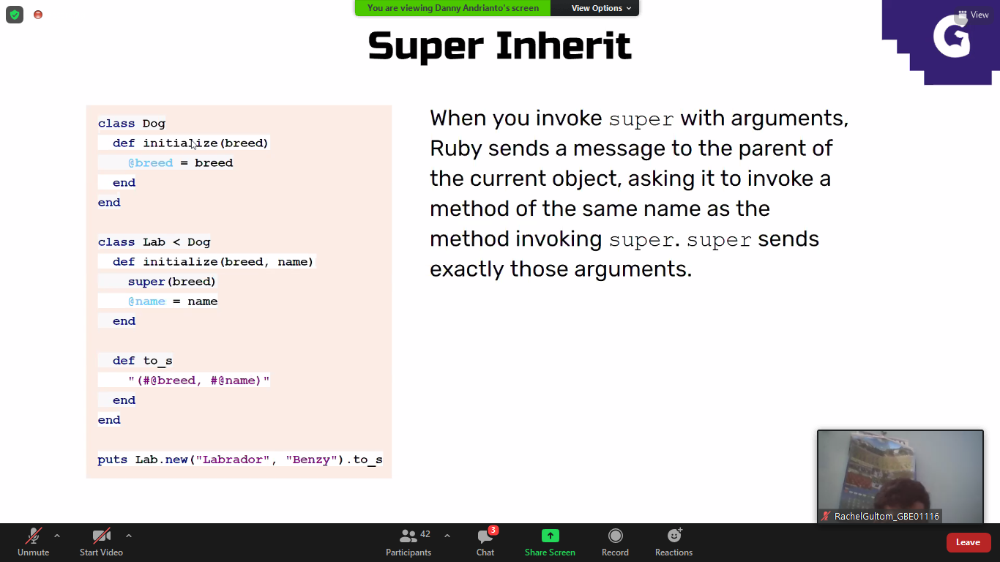 You are viewing Danny Andrianto's screen
View Options
View
G
Super Inherit
class Dog
def initialize(breed)
@breed = breed
end
end
class Lab < Dog
def initialize(breed, name)
super(breed)
@name = name
end
def to_s
"(#@breed, #@name)"
end
end
puts Lab.new("Labrador", "Benzy").to_s
When you invoke super with arguments,
Ruby sends a message to the parent of
the current object, asking it to invoke a
method of the same name as the
method invoking super. super sends
exactly those arguments.
RachelGultom_GBE01116
Unmute
Start Video
42
Participants
3
Chat
Share Screen
Record
Reactions
Leave